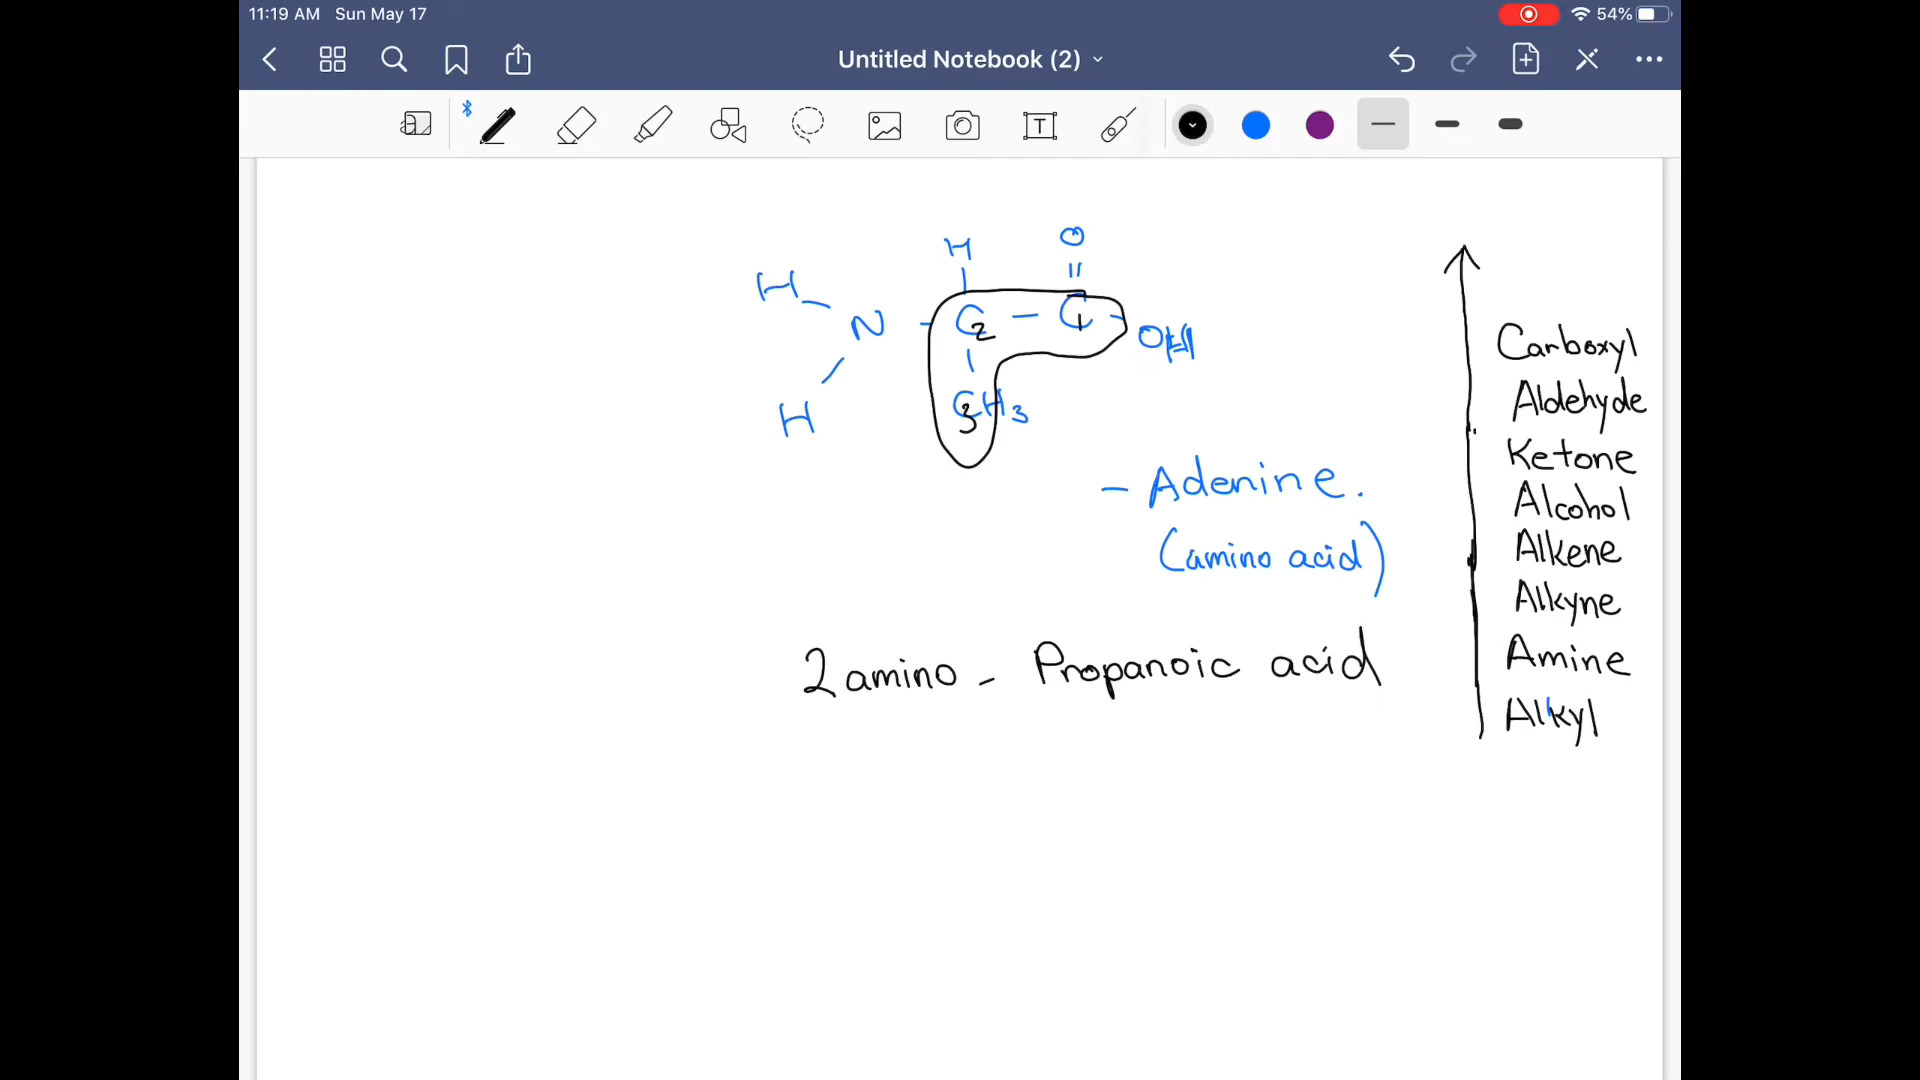 11:19 AM Sun May 17
54%
Untitled Notebook (2)
H O
H
N - C2 - C1 - OH
H CH3
3
- Adenine.
(amino acid)
2 amino - Propanoic acid
Carboxyl
Aldehyde
Ketone
Alcohol
Alkene
Alkyne
Amine
Alkyl